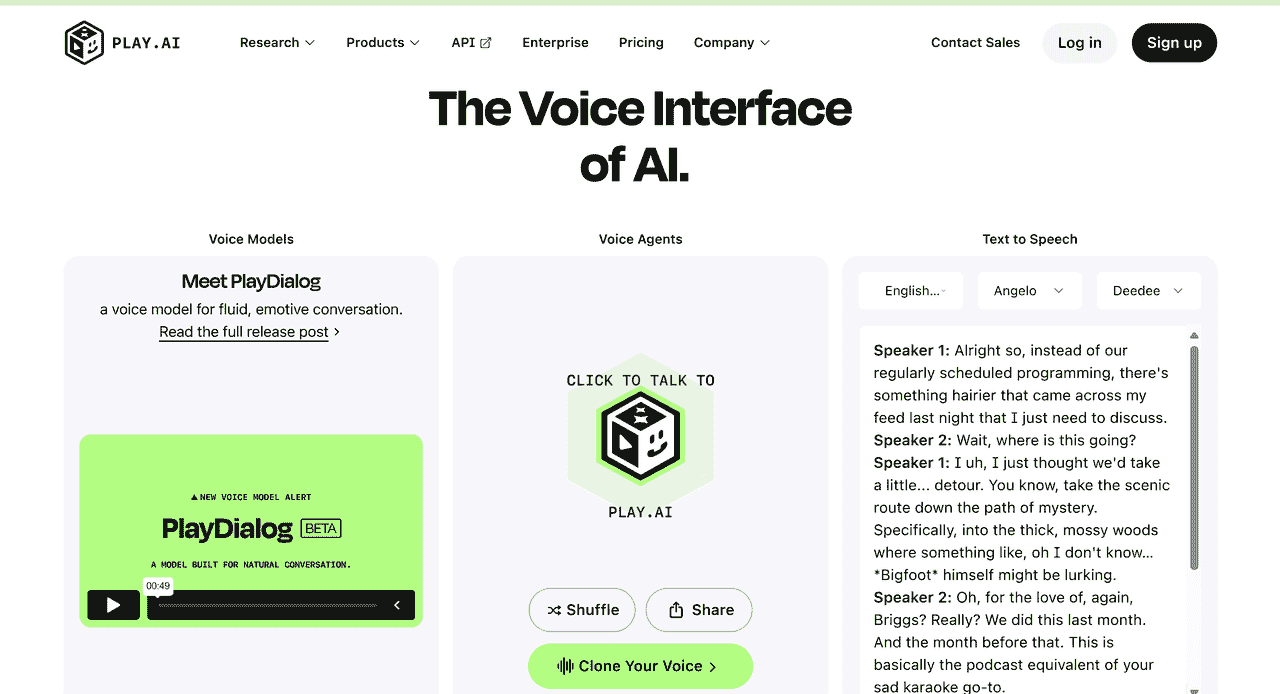 PLAY.AI
Research
Products
API
Enterprise
Pricing
Company
Contact Sales
Log in
Sign up
The Voice Interface
of AI.
Voice Models
Meet PlayDialog
a voice model for fluid, emotive conversation.
Read the full release post ›
NEW VOICE MODEL ALERT
PlayDialog BETA
A MODEL BUILT FOR NATURAL CONVERSATION.
00:49
Voice Agents
CLICK TO TALK TO
PLAY.AI
Shuffle
Share
Clone Your Voice ›
Text to Speech
English...
Angelo
Deedee
Speaker 1: Alright so, instead of our
regularly scheduled programming, there's
something hairier that came across my
feed last night that I just need to discuss.
Speaker 2: Wait, where is this going?
Speaker 1: I uh, I just thought we'd take
a little... detour. You know, take the scenic
route down the path of mystery.
Specifically, into the thick, mossy woods
where something like, oh I don't know...
*Bigfoot* himself might be lurking.
Speaker 2: Oh, for the love of, again,
Briggs? Really? We did this last month.
And the month before that. This is
basically the podcast equivalent of your
sad karaoke go-to.